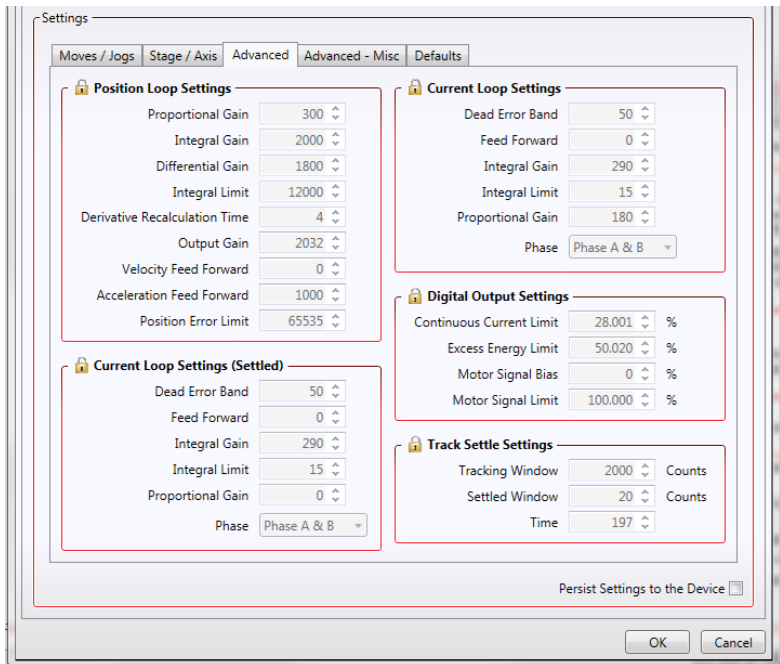 Settings
Moves / Jogs Stage / Axis Advanced Advanced - Misc Defaults
Position Loop Settings
Proportional Gain 300
Integral Gain 2000
Differential Gain 1800
Integral Limit 12000
Derivative Recalculation Time 4
Output Gain 2032
Velocity Feed Forward 0
Acceleration Feed Forward 1000
Position Error Limit 65535
Current Loop Settings (Settled)
Dead Error Band 50
Feed Forward 0
Integral Gain 290
Integral Limit 15
Proportional Gain 0
Phase Phase A & B
Current Loop Settings
Dead Error Band 50
Feed Forward 0
Integral Gain 290
Integral Limit 15
Proportional Gain 180
Phase Phase A & B
Digital Output Settings
Continuous Current Limit 28.001 %
Excess Energy Limit 50.020 %
Motor Signal Bias 0 %
Motor Signal Limit 100.000 %
Track Settle Settings
Tracking Window 2000 Counts
Settled Window 20 Counts
Time 197
Persist Settings to the Device
OK Cancel